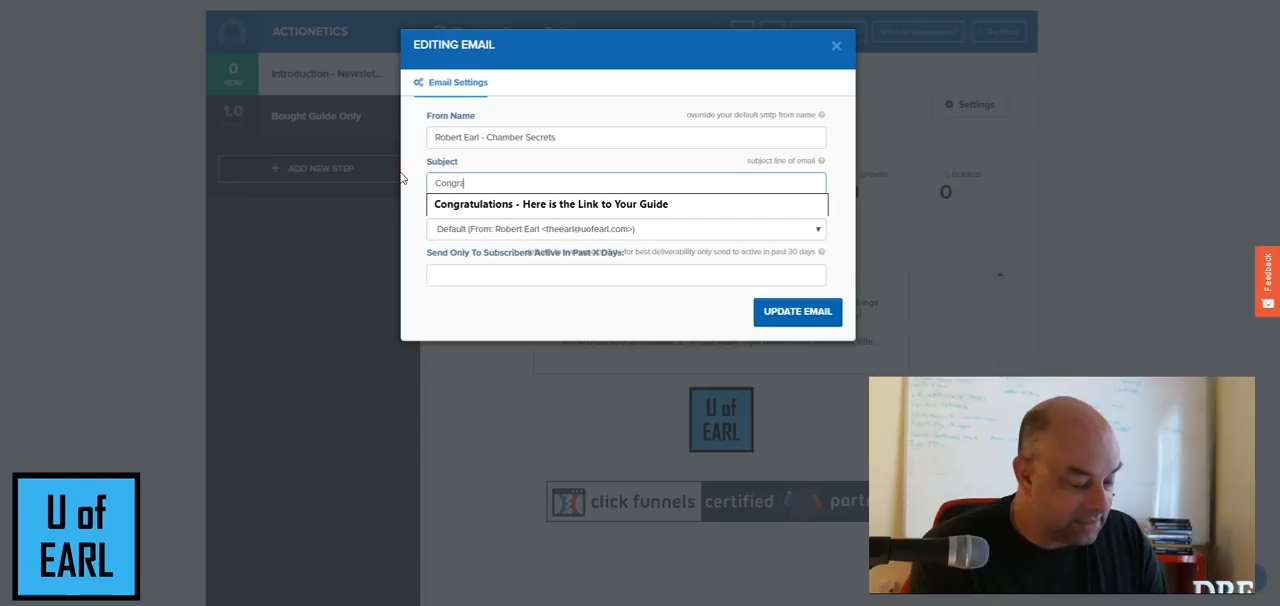 ACTIONETICS
0
NOW
Introduction - Newslet...
1.0
Bought Guide Only
+ ADD NEW STEP
EDITING EMAIL
×
Email Settings
From Name
override your default smtp from name
Robert Earl - Chamber Secrets
Subject
subject line of email
Congra
Congratulations - Here is the Link to Your Guide
Default (From: Robert Earl <theearl@uofearl.com>)
Send Only To Subscribers Active In Past X Days:
for best deliverability only send to active in past 30 days
UPDATE EMAIL
Settings
CLICKED
0
Feedback
U of
EARL
click funnels certified
U of
EARL